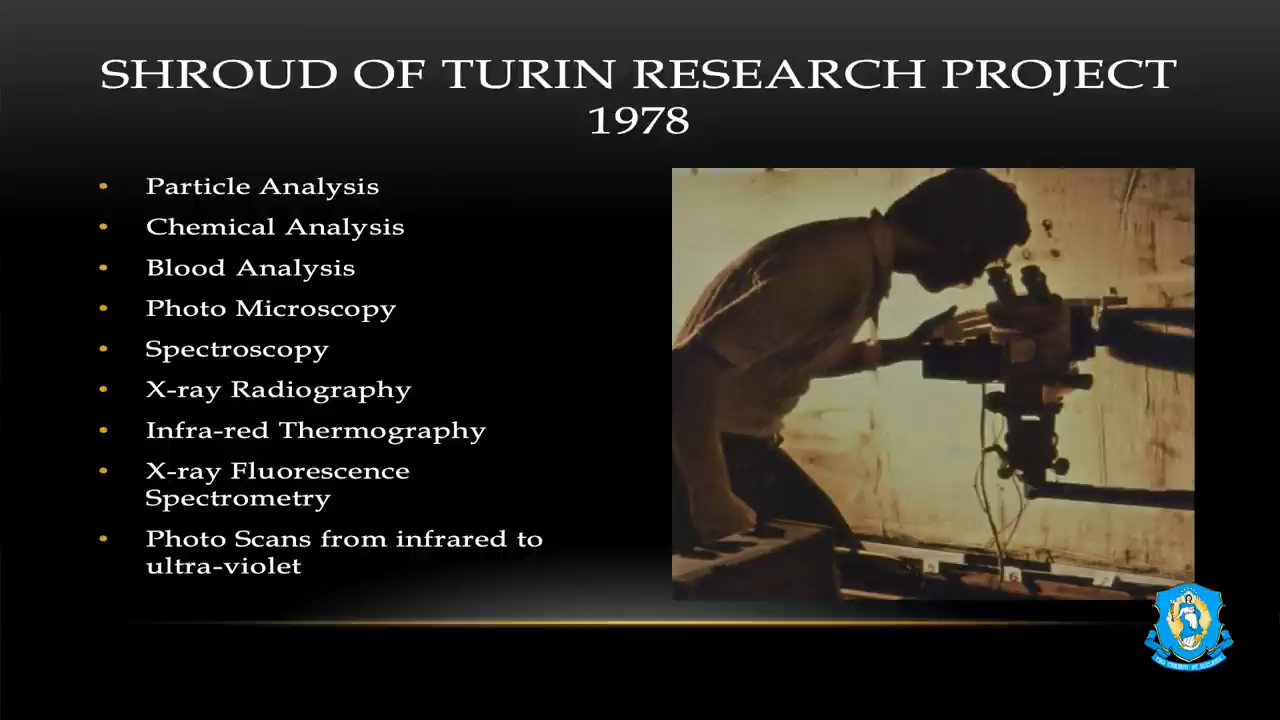 SHROUD OF TURIN RESEARCH PROJECT
1978
• Particle Analysis
• Chemical Analysis
• Blood Analysis
• Photo Microscopy
• Spectroscopy
• X-ray Radiography
• Infra-red Thermography
• X-ray Fluorescence
Spectrometry
• Photo Scans from infrared to
ultra-violet